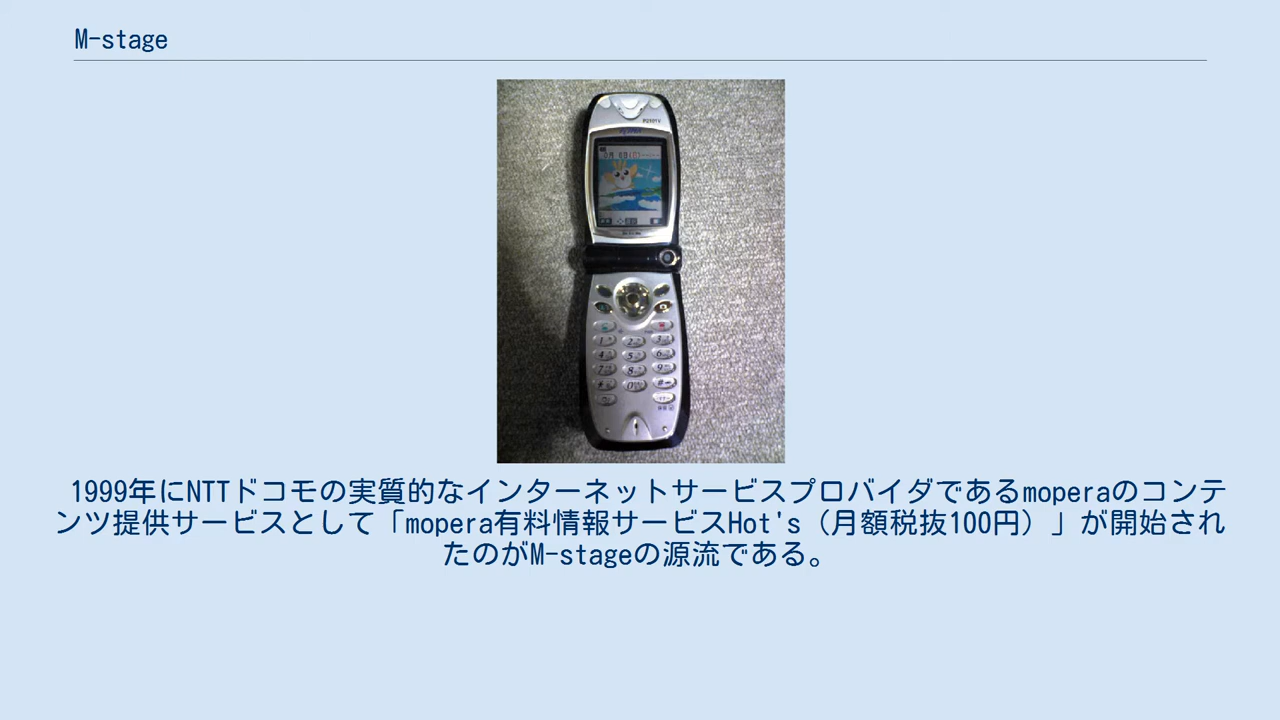 M-stage
P2101V
1999年にNTTドコモの実質的なインターネットサービスプロバイダであるmoperaのコンテ
ンツ提供サービスとして「mopera有料情報サービスHot's（月額税抜100円）」が開始され
たのがM-stageの源流である。